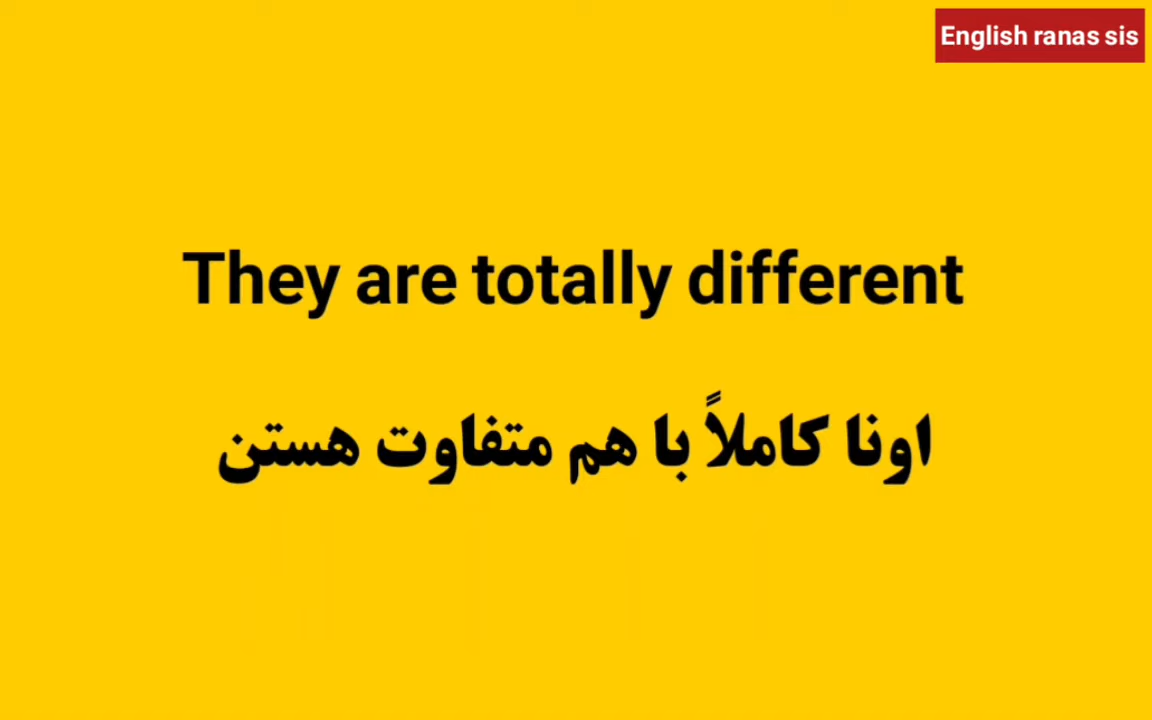 English ranas sis
They are totally different
اونا کاملاً با هم متفاوت هستن